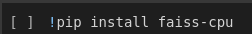 [ ] !pip install faiss-cpu